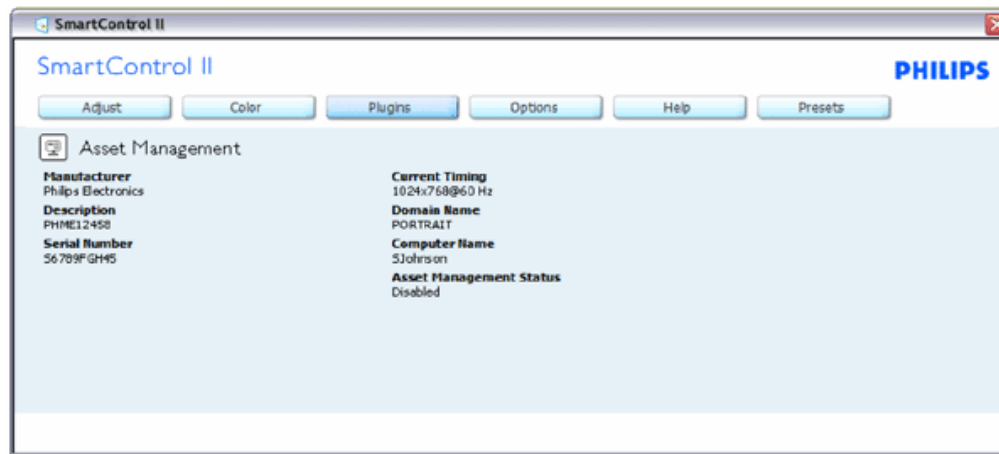 SmartControl II
SmartControl II
PHILIPS
Adjust Color Plugins Options Help Presets
Asset Management
Manufacturer
Philips Electronics
Description
PHME12458
Serial Number
56789FGH45
Current Timing
1024x768@60 Hz
Domain Name
PORTRAIT
Computer Name
SJohnson
Asset Management Status
Disabled